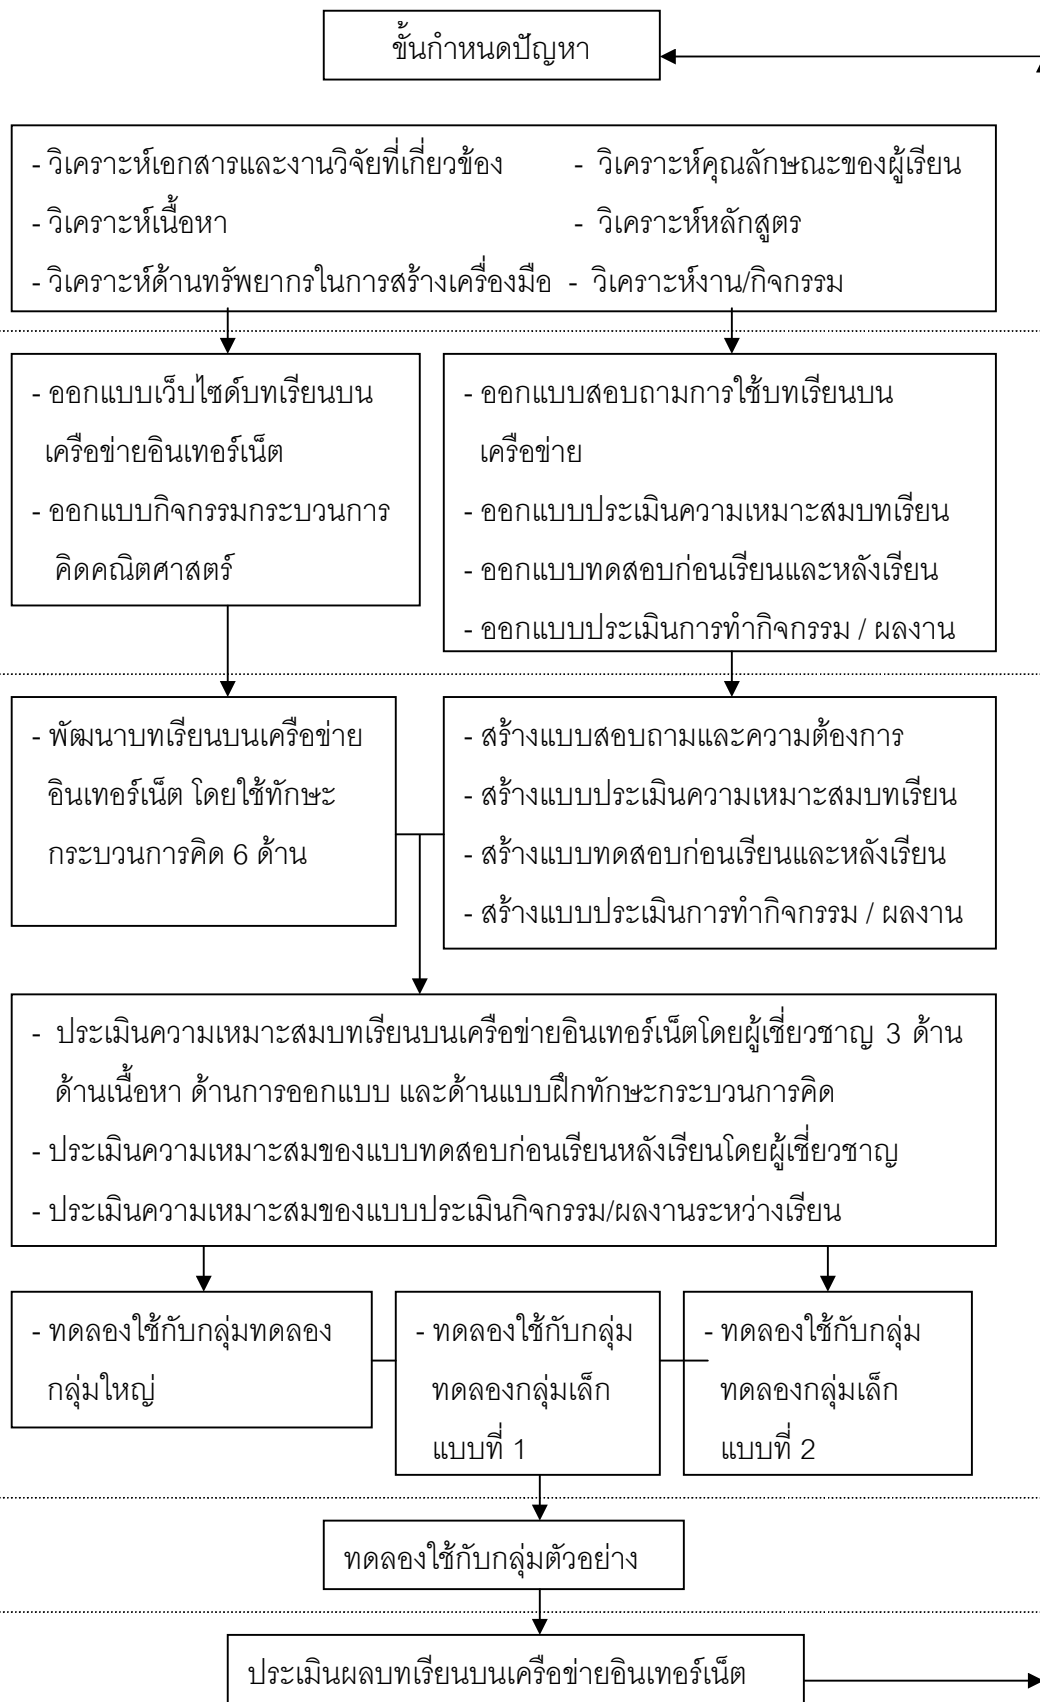 ขั้นกำหนดปัญหา
- วิเคราะห์เอกสารและงานวิจัยที่เกี่ยวข้อง - วิเคราะห์คุณลักษณะของผู้เรียน
- วิเคราะห์เนื้อหา - วิเคราะห์หลักสูตร
- วิเคราะห์ด้านทรัพยากรในการสร้างเครื่องมือ - วิเคราะห์งาน/กิจกรรม
- ออกแบบเว็บไซด์บทเรียนบน
เครือข่ายอินเทอร์เน็ต
- ออกแบบกิจกรรมกระบวนการ
คิดคณิตศาสตร์
- ออกแบบสอบถามการใช้บทเรียนบน
เครือข่าย
- ออกแบบประเมินความเหมาะสมบทเรียน
- ออกแบบทดสอบก่อนเรียนและหลังเรียน
- ออกแบบประเมินการทำกิจกรรม / ผลงาน
- พัฒนาบทเรียนบนเครือข่าย
อินเทอร์เน็ต โดยใช้ทักษะ
กระบวนการคิด 6 ด้าน
- สร้างแบบสอบถามและความต้องการ
- สร้างแบบประเมินความเหมาะสมบทเรียน
- สร้างแบบทดสอบก่อนเรียนและหลังเรียน
- สร้างแบบประเมินการทำกิจกรรม / ผลงาน
- ประเมินความเหมาะสมบทเรียนบนเครือข่ายอินเทอร์เน็ตโดยผู้เชี่ยวชาญ 3 ด้าน
ด้านเนื้อหา ด้านการออกแบบ และด้านแบบฝึกทักษะกระบวนการคิด
- ประเมินความเหมาะสมของแบบทดสอบก่อนเรียนหลังเรียนโดยผู้เชี่ยวชาญ
- ประเมินความเหมาะสมของแบบประเมินกิจกรรม/ผลงานระหว่างเรียน
- ทดลองใช้กับกลุ่มทดลอง
กลุ่มใหญ่
- ทดลองใช้กับกลุ่ม
ทดลองกลุ่มเล็ก
แบบที่ 1
- ทดลองใช้กับกลุ่ม
ทดลองกลุ่มเล็ก
แบบที่ 2
ทดลองใช้กับกลุ่มตัวอย่าง
ประเมินผลบทเรียนบนเครือข่ายอินเทอร์เน็ต